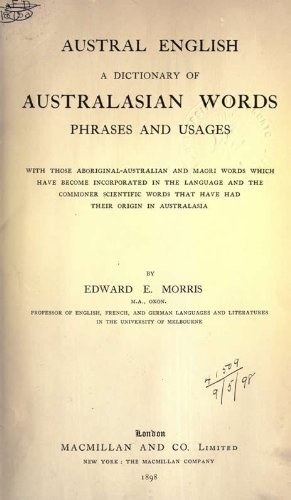 AUSTRAL ENGLISH
A DICTIONARY OF
AUSTRALASIAN WORDS
PHRASES AND USAGES
WITH THOSE ABORIGINAL-AUSTRALIAN AND MAORI WORDS WHICH
HAVE BECOME INCORPORATED IN THE LANGUAGE AND THE
COMMONER SCIENTIFIC WORDS THAT HAVE HAD
THEIR ORIGIN IN AUSTRALASIA
BY
EDWARD E. MORRIS
M.A., OXON.
PROFESSOR OF ENGLISH, FRENCH, AND GERMAN LANGUAGES AND LITERATURES
IN THE UNIVERSITY OF MELBOURNE
9/5/98
London
MACMILLAN AND CO. LIMITED
NEW YORK: THE MACMILLAN COMPANY
1898